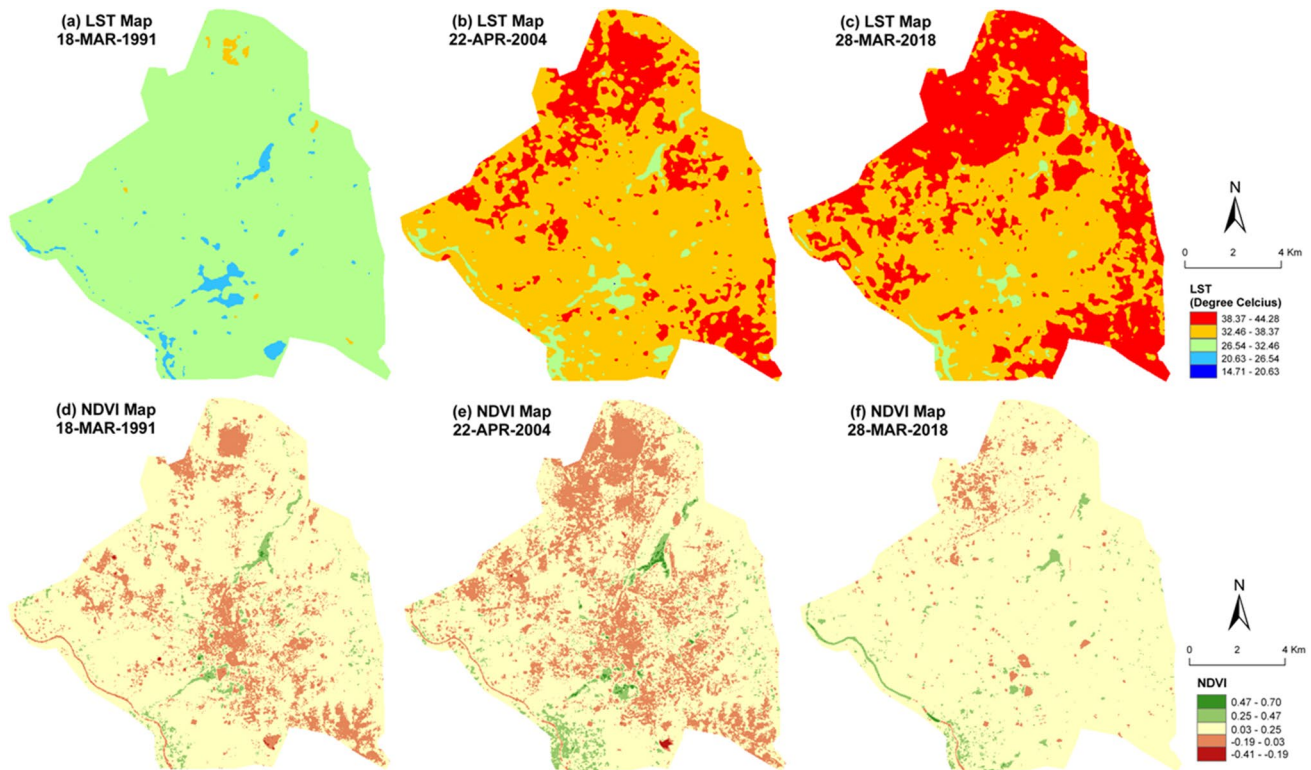 (a) LST Map
18-MAR-1991
(b) LST Map
22-APR-2004
(c) LST Map
28-MAR-2018
N
0 2 4 Km
LST
(Degree Celcius)
38.37 - 44.28
32.46 - 38.37
26.54 - 32.46
20.63 - 26.54
14.71 - 20.63
(d) NDVI Map
18-MAR-1991
(e) NDVI Map
22-APR-2004
(f) NDVI Map
28-MAR-2018
N
0 2 4 Km
NDVI
0.47 - 0.70
0.25 - 0.47
0.03 - 0.25
-0.19 - 0.03
-0.41 - -0.19